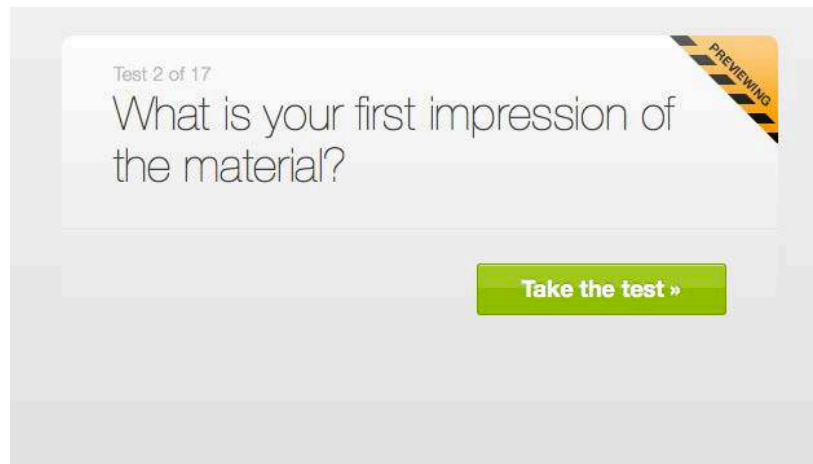 Test 2 of 17
PREVIEWING
What is your first impression of
the material?
Take the test »